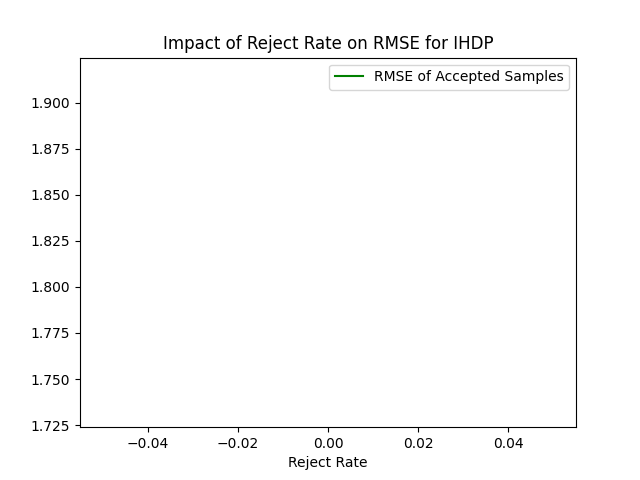 Impact of Reject Rate on RMSE for IHDP
RMSE of Accepted Samples
1.900
1.875
1.850
1.825
1.800
1.775
1.750
1.725
−0.04 −0.02 0.00 0.02 0.04
Reject Rate